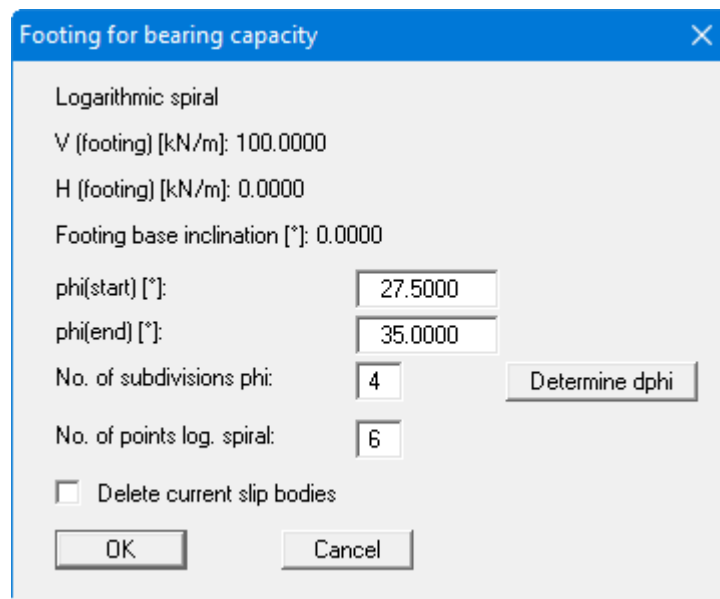 Footing for bearing capacity
Logarithmic spiral
V (footing) [kN/m]: 100.0000
H (footing) [kN/m]: 0.0000
Footing base inclination [°]: 0.0000
phi(start) [°]: 27.5000
phi(end) [°]: 35.0000
No. of subdivisions phi: 4 Determine dphi
No. of points log. spiral: 6
Delete current slip bodies
OK Cancel